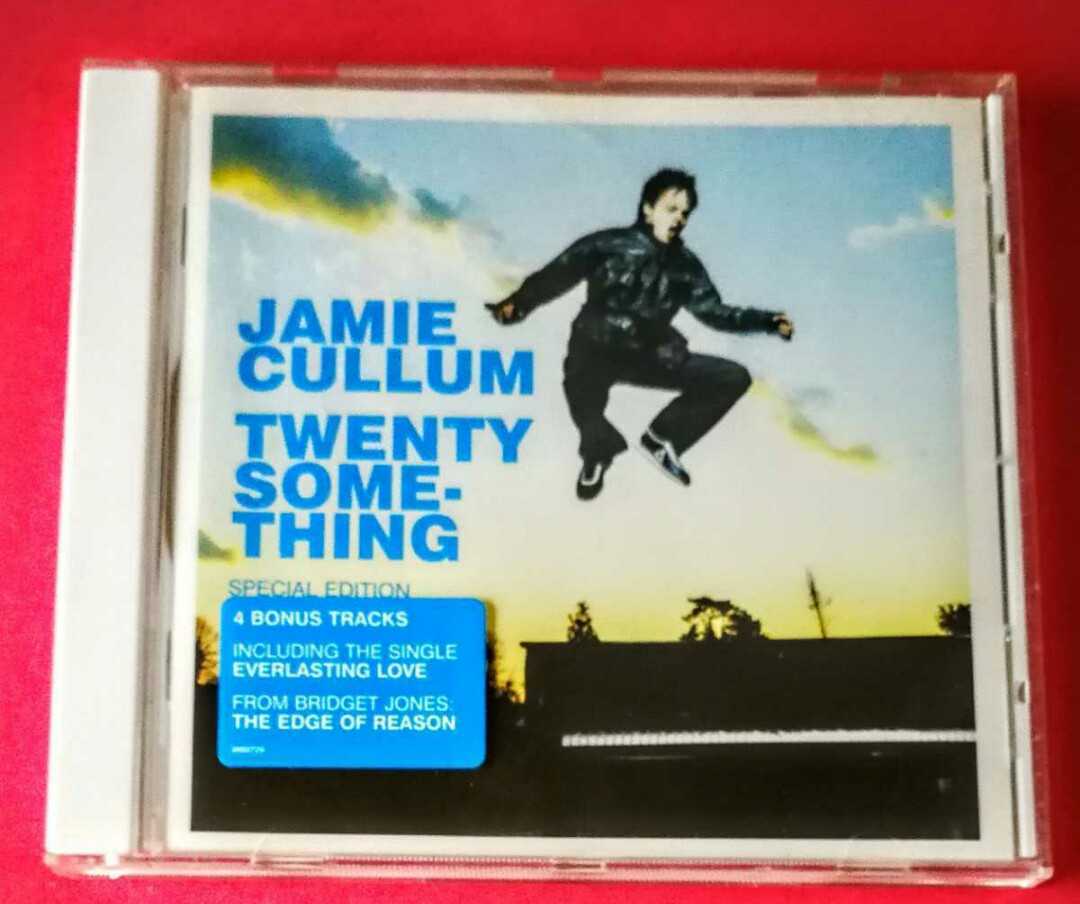 JAMIE
CULLUM
TWENTY
SOME-
THING
SPECIAL EDITION
4 BONUS TRACKS
INCLUDING THE SINGLE
EVERLASTING LOVE
FROM BRIDGET JONES:
THE EDGE OF REASON